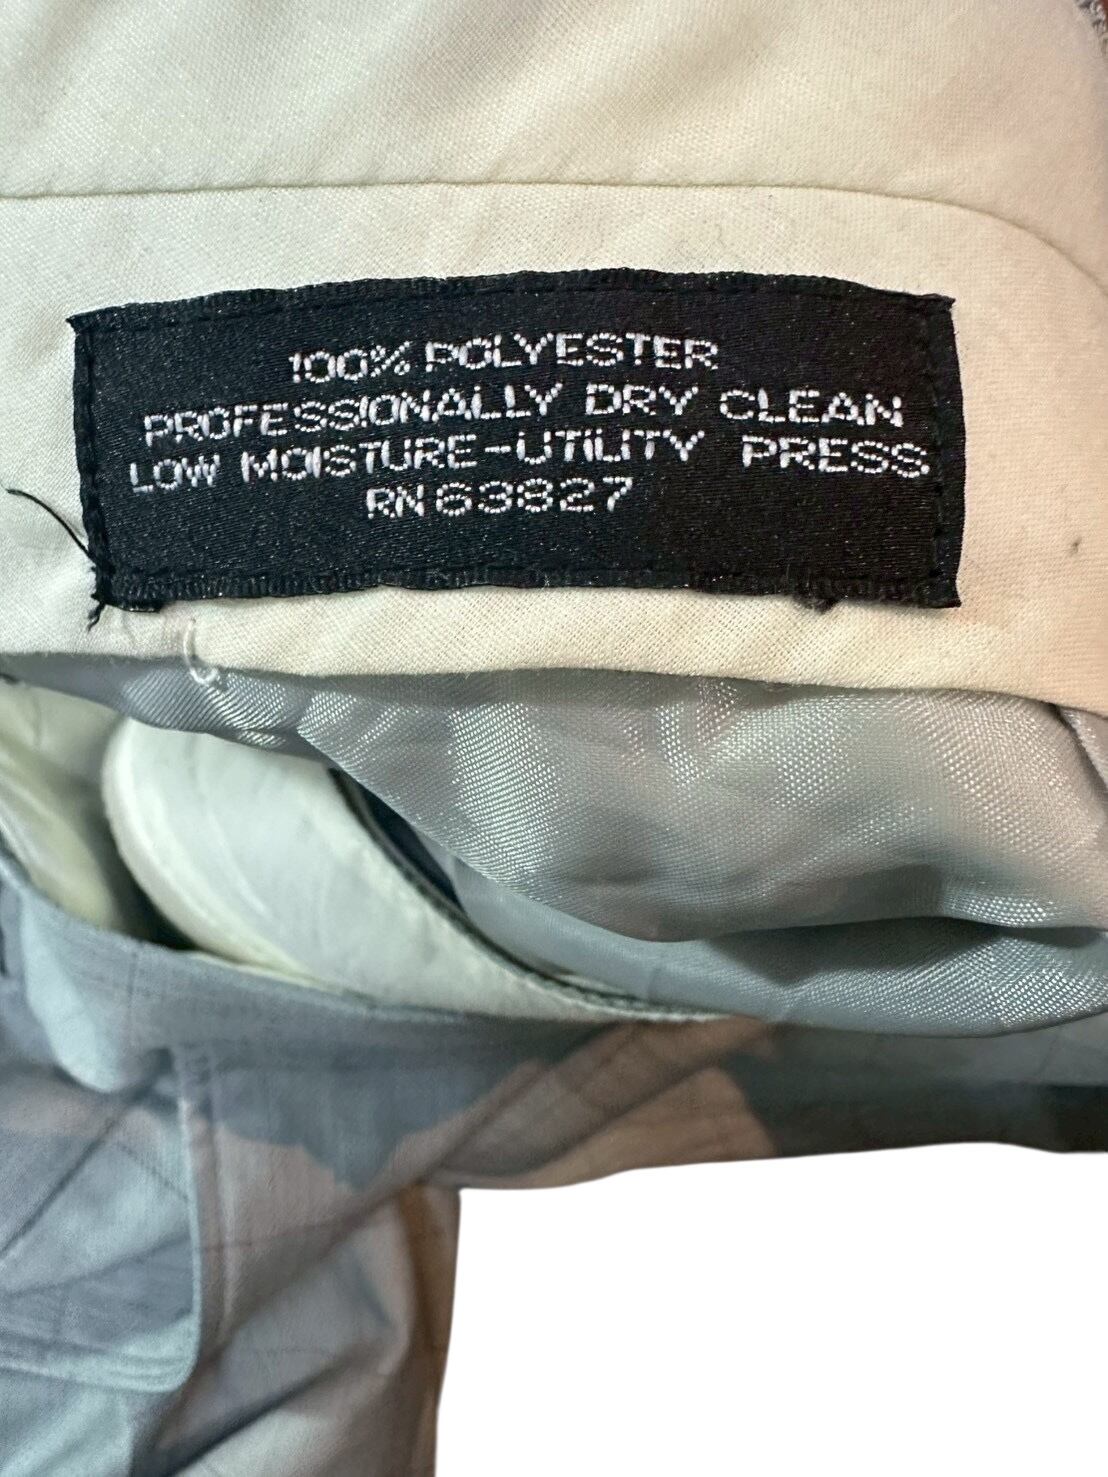 100% POLYESTER
PROFESSIONALLY DRY CLEAN
LOW MOISTURE-UTILITY PRESS
RN 63827